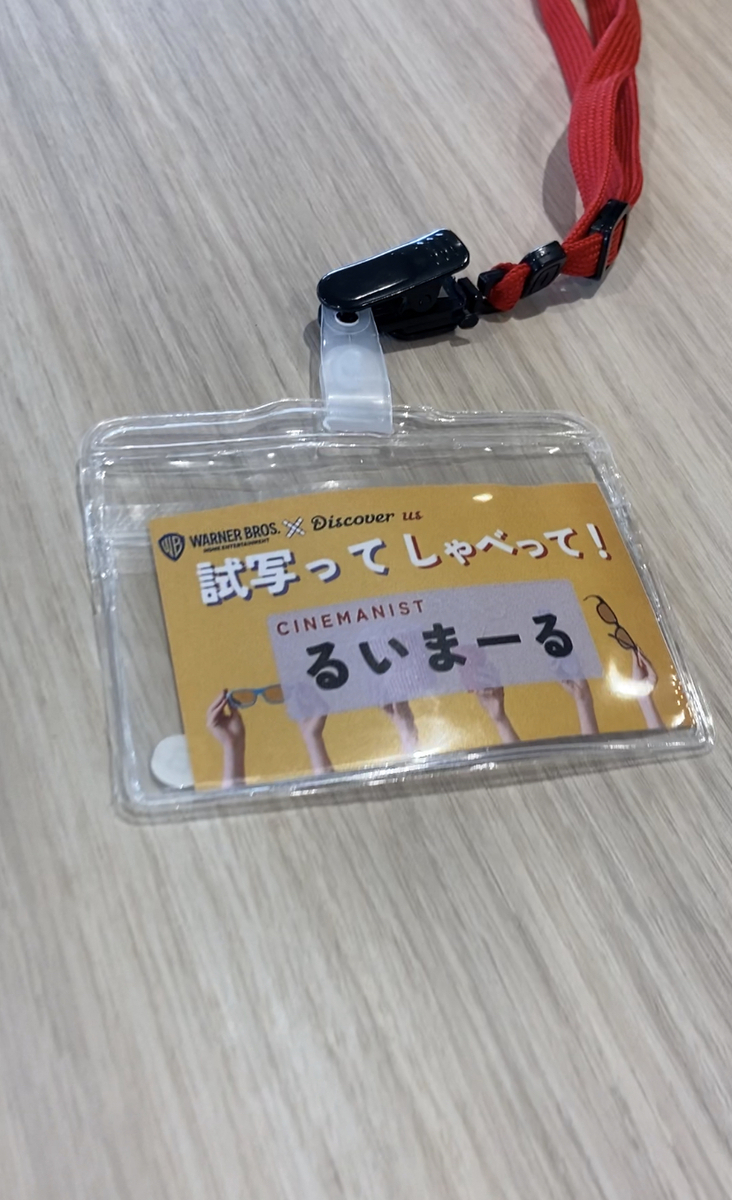 WARNER BROS. × Discover us
HOME ENTERTAINMENT
試写ってしゃべって!
CINEMANIST
るいまーる